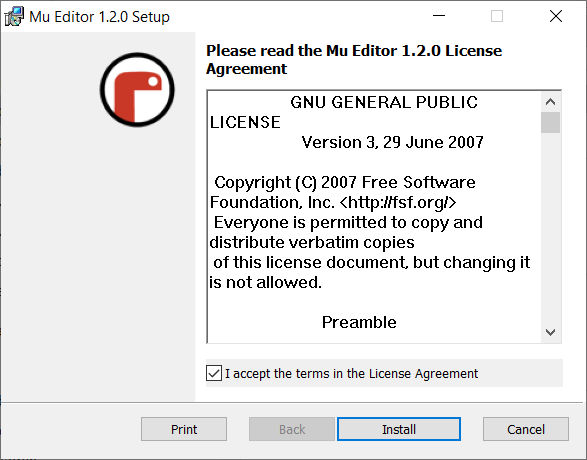 Mu Editor 1.2.0 Setup
Please read the Mu Editor 1.2.0 License
Agreement
GNU GENERAL PUBLIC
LICENSE
Version 3, 29 June 2007
Copyright (C) 2007 Free Software
Foundation, Inc. <http://fsf.org/>
Everyone is permitted to copy and
distribute verbatim copies
of this license document, but changing it
is not allowed.
Preamble
I accept the terms in the License Agreement
Print
Back
Install
Cancel